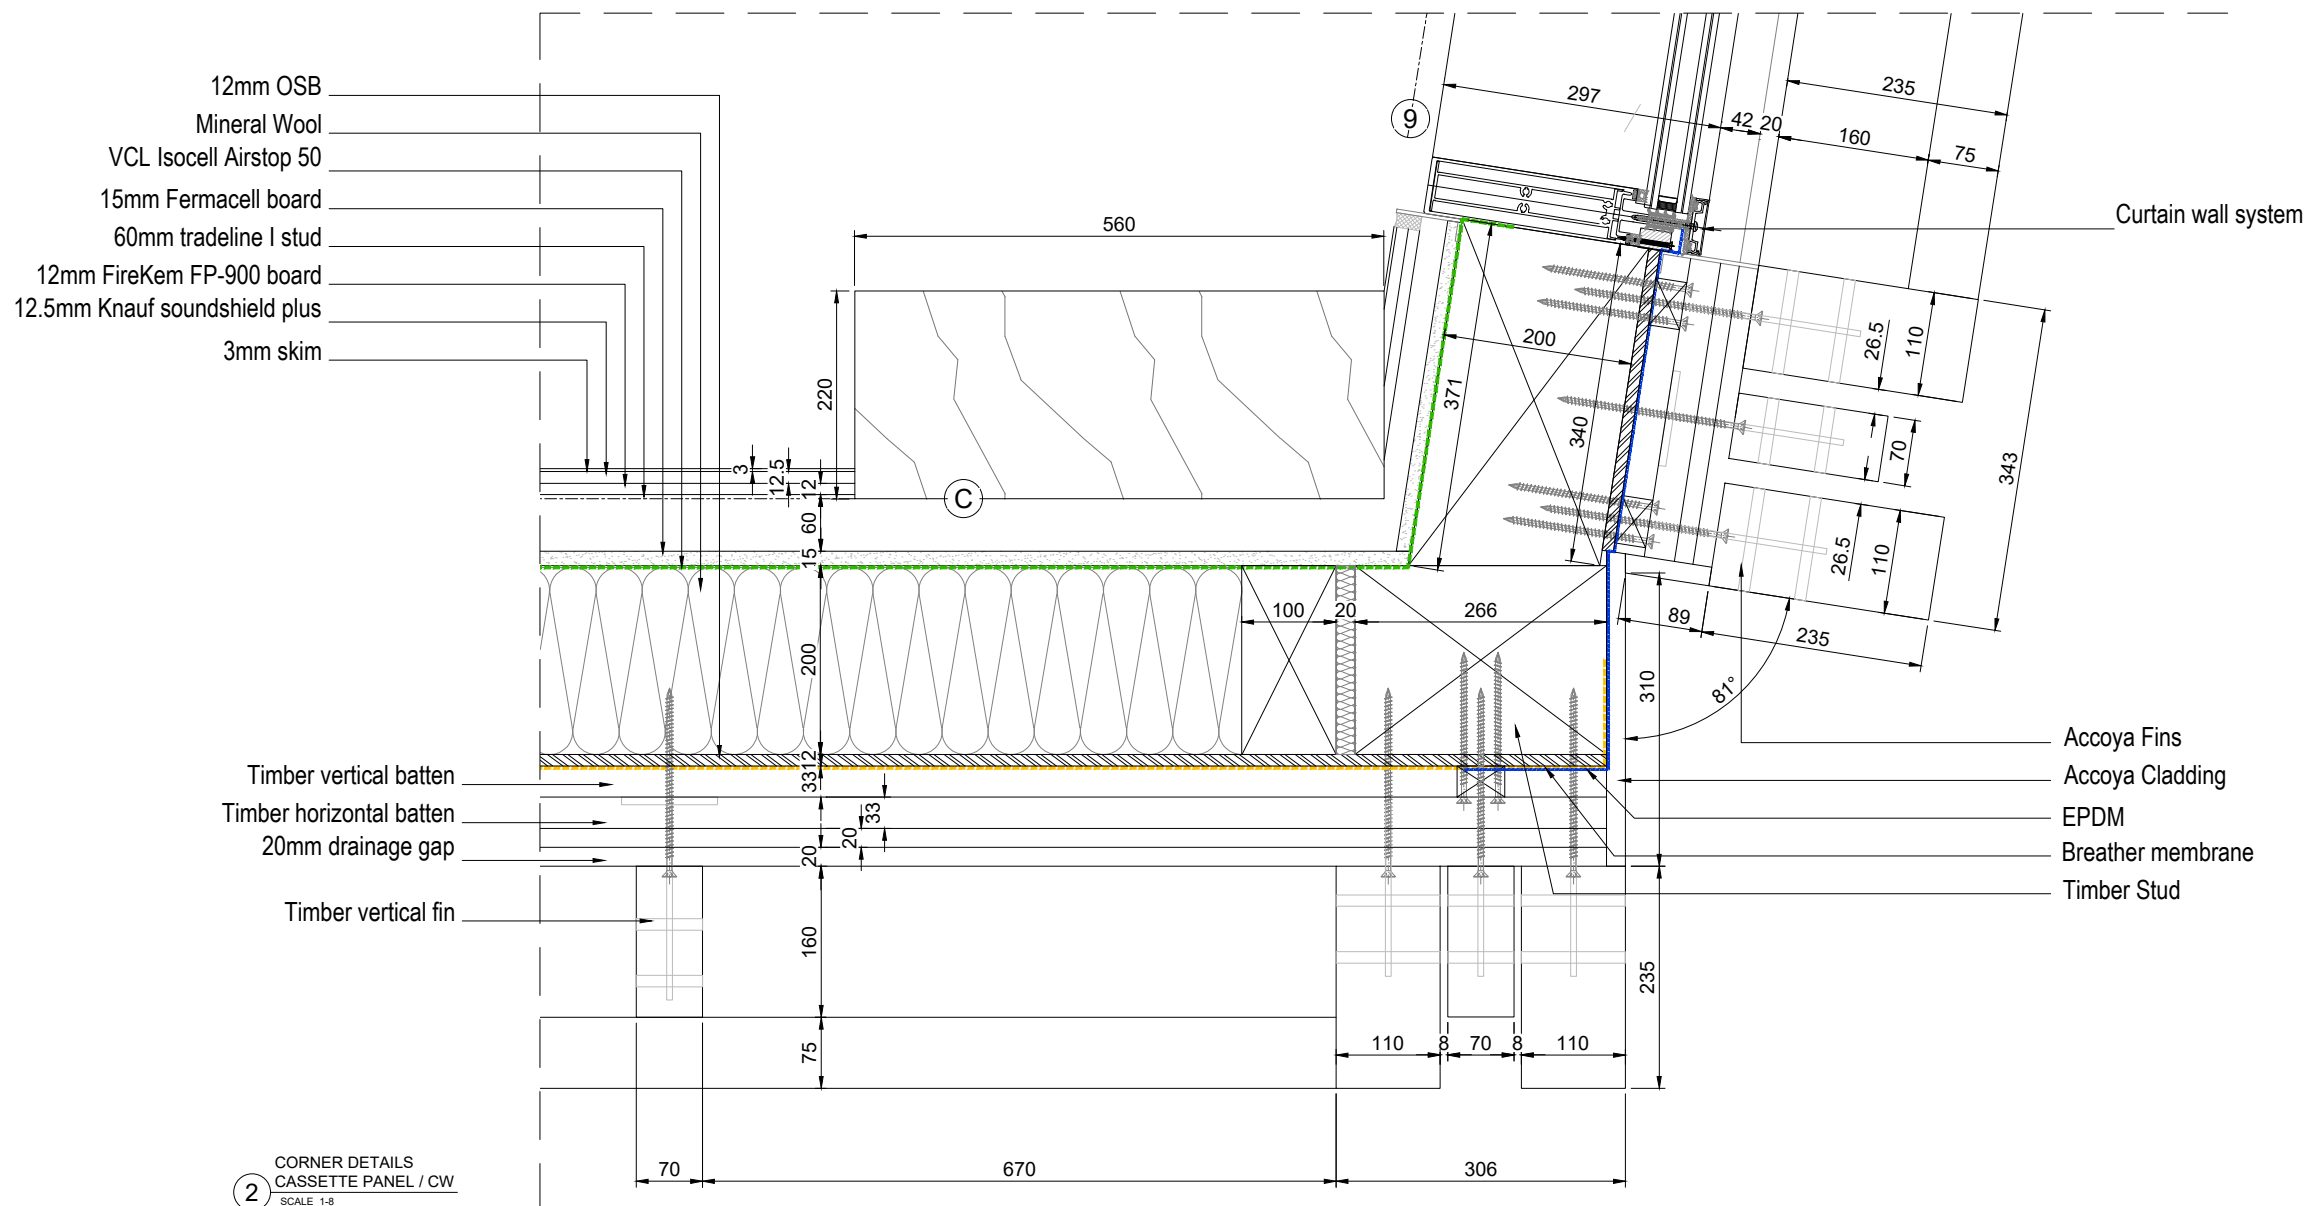 12mm OSB
Mineral Wool
VCL Isocell Airstop 50
15mm Fermacell board
60mm tradeline I stud
12mm FireKem FP-900 board
12.5mm Knauf soundshield plus
3mm skim
Timber vertical batten
Timber horizontal batten
20mm drainage gap
Timber vertical fin
9
297
42
20
235
160
75
Curtain wall system
560
220
C
3
12.5
12
60
15
200
12
33
33
20
20
160
75
100
20
266
371
200
340
26.5
110
70
343
26.5
110
89
235
81°
310
235
Accoya Fins
Accoya Cladding
EPDM
Breather membrane
Timber Stud
110
8
70
8
110
70
670
306
2
CORNER DETAILS
CASSETTE PANEL / CW
SCALE 1-8